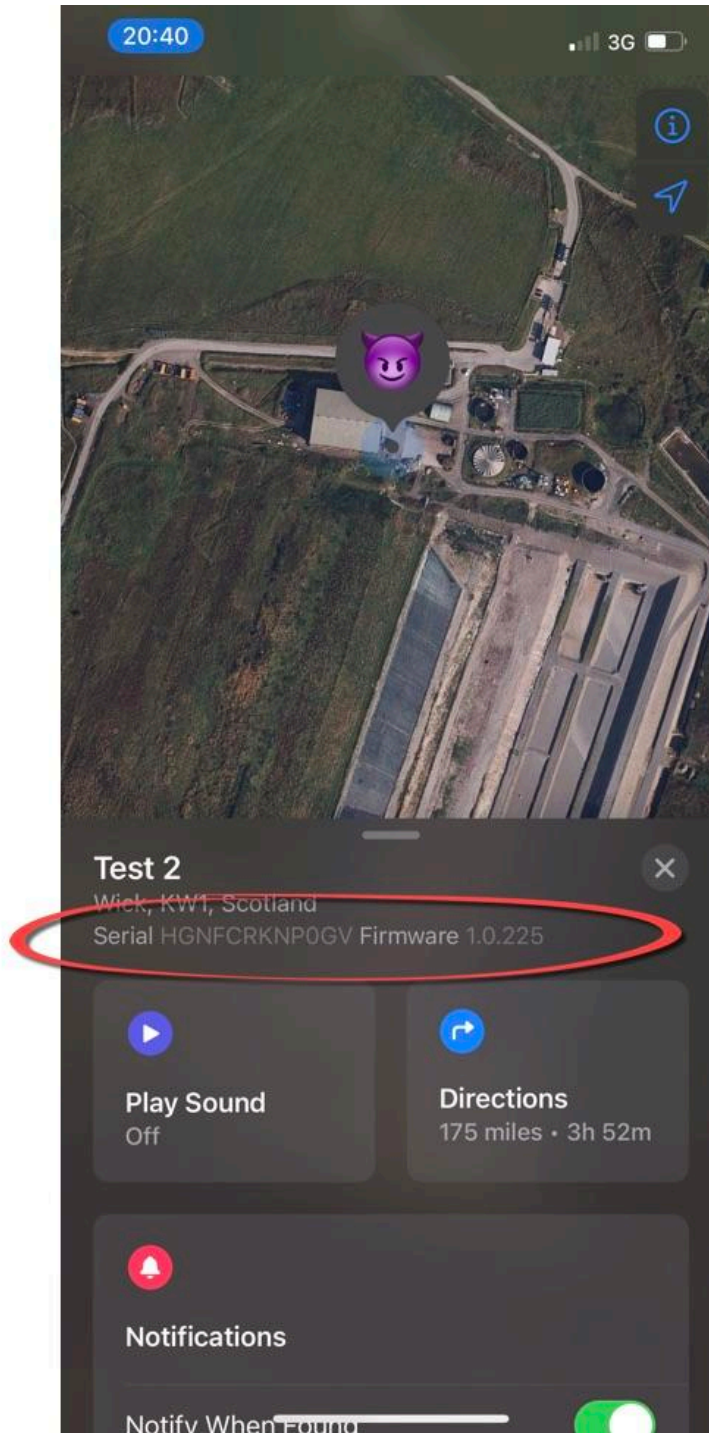 20:40
3G
Test 2
Wick, KW1, Scotland
Serial HGNFCRKNP0GV Firmware 1.0.225
Play Sound
Off
Directions
175 miles • 3h 52m
Notifications
Notify When Found